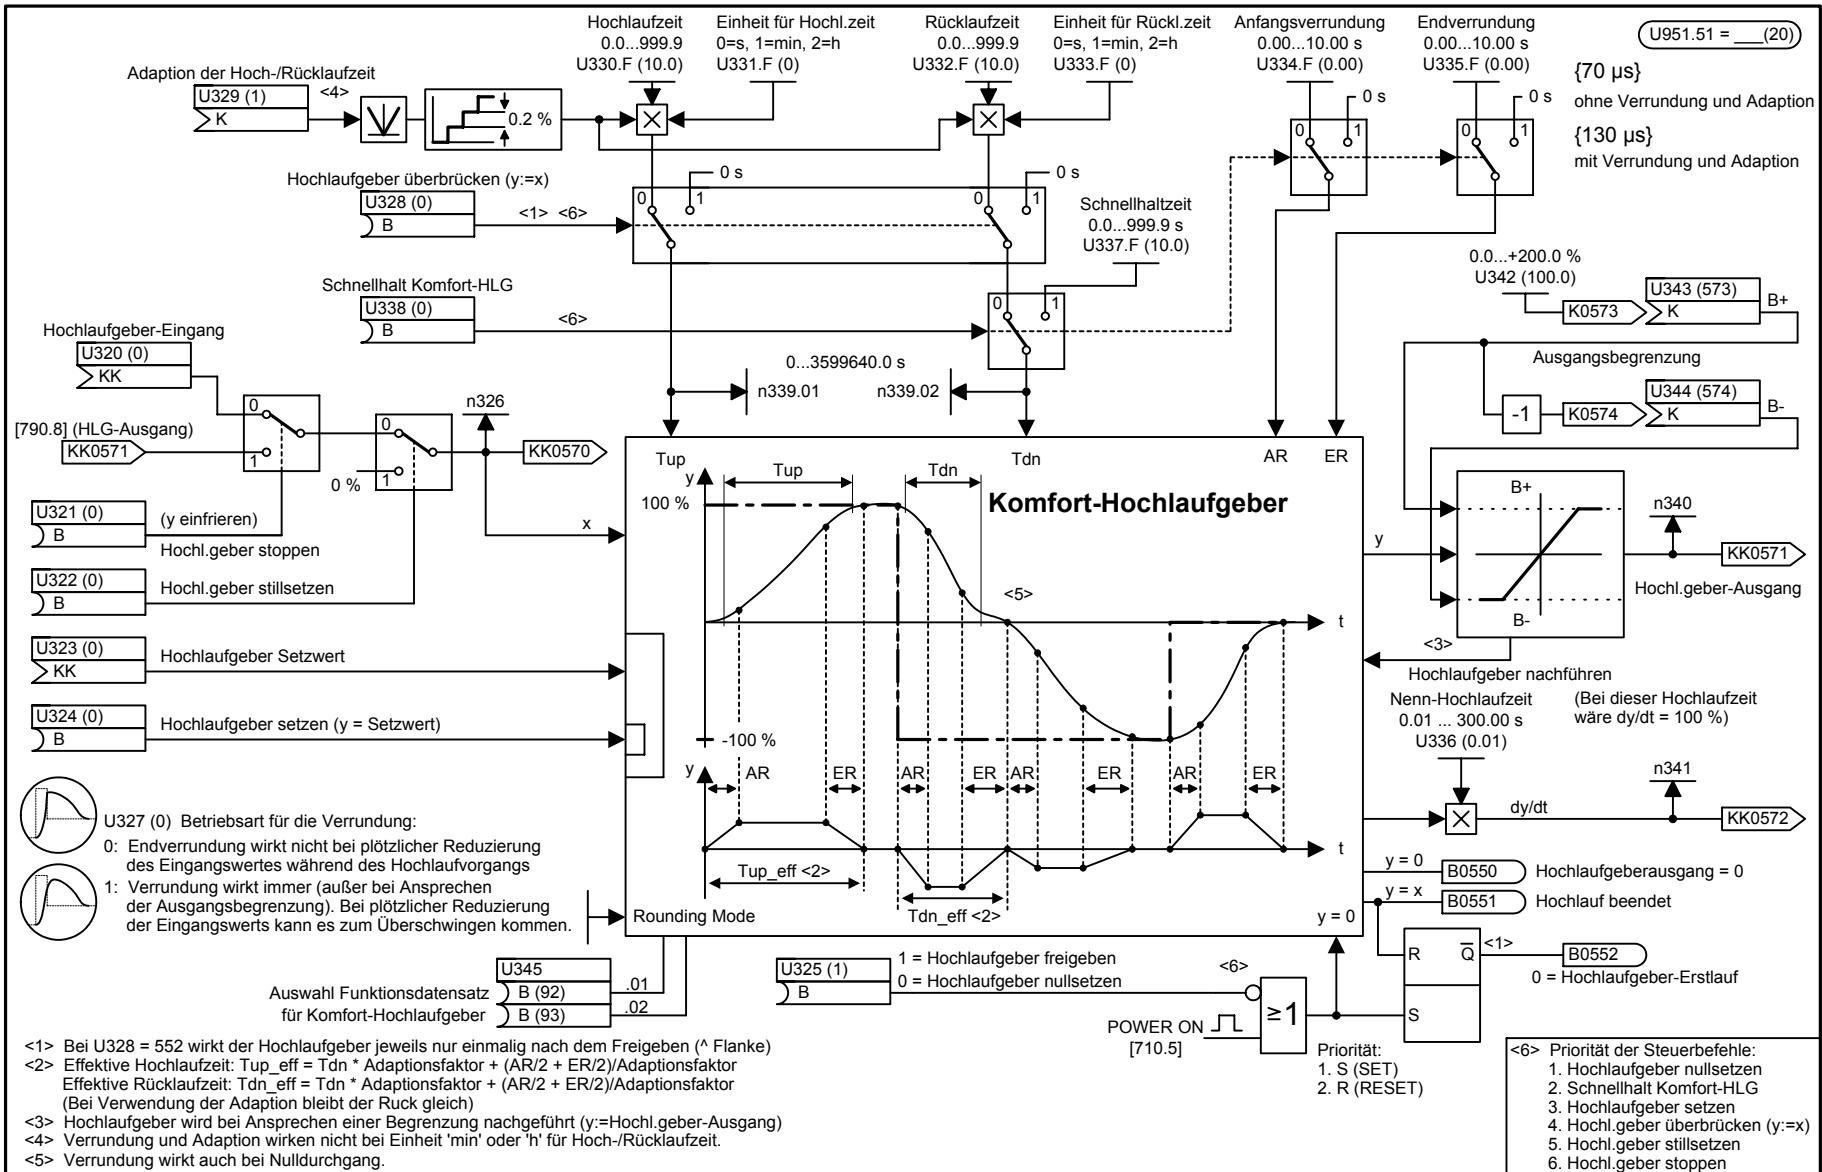 Hochlaufzeit
0.0...999.9
U330.F (10.0)
Einheit für Hochl.zeit
0=s, 1=min, 2=h
U331.F (0)
Rücklaufzeit
0.0...999.9
U332.F (10.0)
Einheit für Rückl.zeit
0=s, 1=min, 2=h
U333.F (0)
Anfangsverrundung
0.00...10.00 s
U334.F (0.00)
Endverrundung
0.00...10.00 s
U335.F (0.00)
U951.51 = ___(20)
{70 µs}
ohne Verrundung und Adaption
{130 µs}
mit Verrundung und Adaption
Adaption der Hoch-/Rücklaufzeit
U329 (1)
K
<4>
0.2 %
0 s
0 s
0 1
0 1
Hochlaufgeber überbrücken (y:=x)
U328 (0)
B
<1> <6>
0 s
0 s
0 1
0 1
Schnellhaltzeit
0.0...999.9 s
U337.F (10.0)
0 1
Schnellhalt Komfort-HLG
U338 (0)
B
<6>
0.0...+200.0 %
U342 (100.0)
K0573
U343 (573)
K
B+
Ausgangsbegrenzung
-1
K0574
U344 (574)
K
B-
Hochlaufgeber-Eingang
U320 (0)
KK
[790.8] (HLG-Ausgang)
KK0571
0
1
0
1
0 %
n326
KK0570
0...3599640.0 s
n339.01
n339.02
U321 (0)
B
(y einfrieren)
Hochl.geber stoppen
U322 (0)
B
Hochl.geber stillsetzen
x
U323 (0)
KK
Hochlaufgeber Setzwert
U324 (0)
B
Hochlaufgeber setzen (y = Setzwert)
Tup
Tdn
AR
ER
Komfort-Hochlaufgeber
y
100 %
Tup
Tdn
<5>
t
-100 %
y
AR
ER
AR
ER
AR
ER
AR
ER
t
Tup_eff <2>
Tdn_eff <2>
Rounding Mode
y = 0
y
B+
B-
n340
KK0571
Hochl.geber-Ausgang
<3>
Hochlaufgeber nachführen
Nenn-Hochlaufzeit
0.01 ... 300.00 s
U336 (0.01)
(Bei dieser Hochlaufzeit
wäre dy/dt = 100 %)
dy/dt
n341
KK0572
y = 0
B0550
Hochlaufgeberausgang = 0
y = x
B0551
Hochlauf beendet
R
Q
S
<1>
B0552
0 = Hochlaufgeber-Erstlauf
U327 (0) Betriebsart für die Verrundung:
0: Endverrundung wirkt nicht bei plötzlicher Reduzierung
des Eingangswertes während des Hochlaufvorgangs
1: Verrundung wirkt immer (außer bei Ansprechen
der Ausgangsbegrenzung). Bei plötzlicher Reduzierung
der Eingangswerts kann es zum Überschwingen kommen.
Auswahl Funktionsdatensatz
für Komfort-Hochlaufgeber
U345
B (92)
.01
B (93)
.02
U325 (1)
B
1 = Hochlaufgeber freigeben
0 = Hochlaufgeber nullsetzen
<6>
≥1
POWER ON
[710.5]
Priorität:
1. S (SET)
2. R (RESET)
<1> Bei U328 = 552 wirkt der Hochlaufgeber jeweils nur einmalig nach dem Freigeben (^ Flanke)
<2> Effektive Hochlaufzeit: Tup_eff = Tdn * Adaptionsfaktor + (AR/2 + ER/2)/Adaptionsfaktor
Effektive Rücklaufzeit: Tdn_eff = Tdn * Adaptionsfaktor + (AR/2 + ER/2)/Adaptionsfaktor
(Bei Verwendung der Adaption bleibt der Ruck gleich)
<3> Hochlaufgeber wird bei Ansprechen einer Begrenzung nachgeführt (y:=Hochl.geber-Ausgang)
<4> Verrundung und Adaption wirken nicht bei Einheit 'min' oder 'h' für Hoch-/Rücklaufzeit.
<5> Verrundung wirkt auch bei Nulldurchgang.
<6> Priorität der Steuerbefehle:
1. Hochlaufgeber nullsetzen
2. Schnellhalt Komfort-HLG
3. Hochlaufgeber setzen
4. Hochl.geber überbrücken (y:=x)
5. Hochl.geber stillsetzen
6. Hochl.geber stoppen